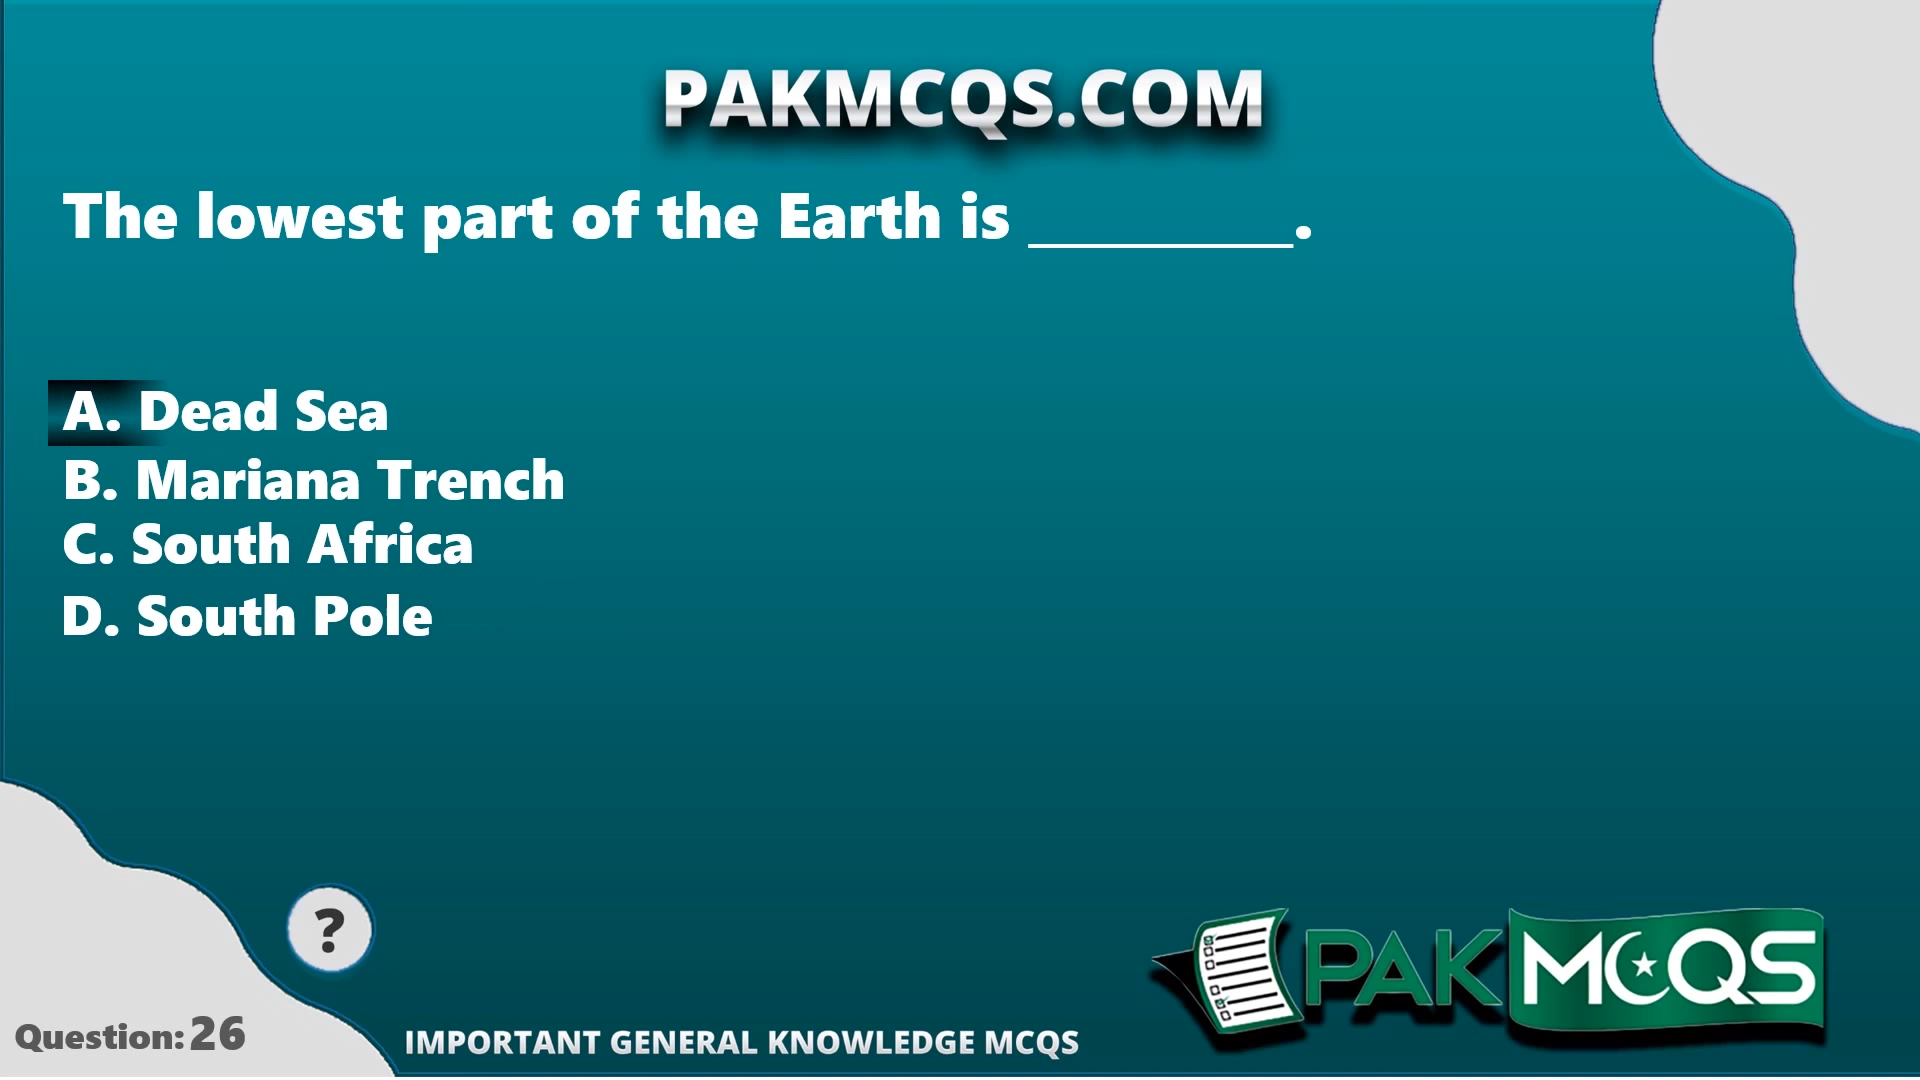 PAKMCQS.COM
The lowest part of the Earth is __________.
A. Dead Sea
B. Mariana Trench
C. South Africa
D. South Pole
?
PAKMCQS
Question: 26
IMPORTANT GENERAL KNOWLEDGE MCQS